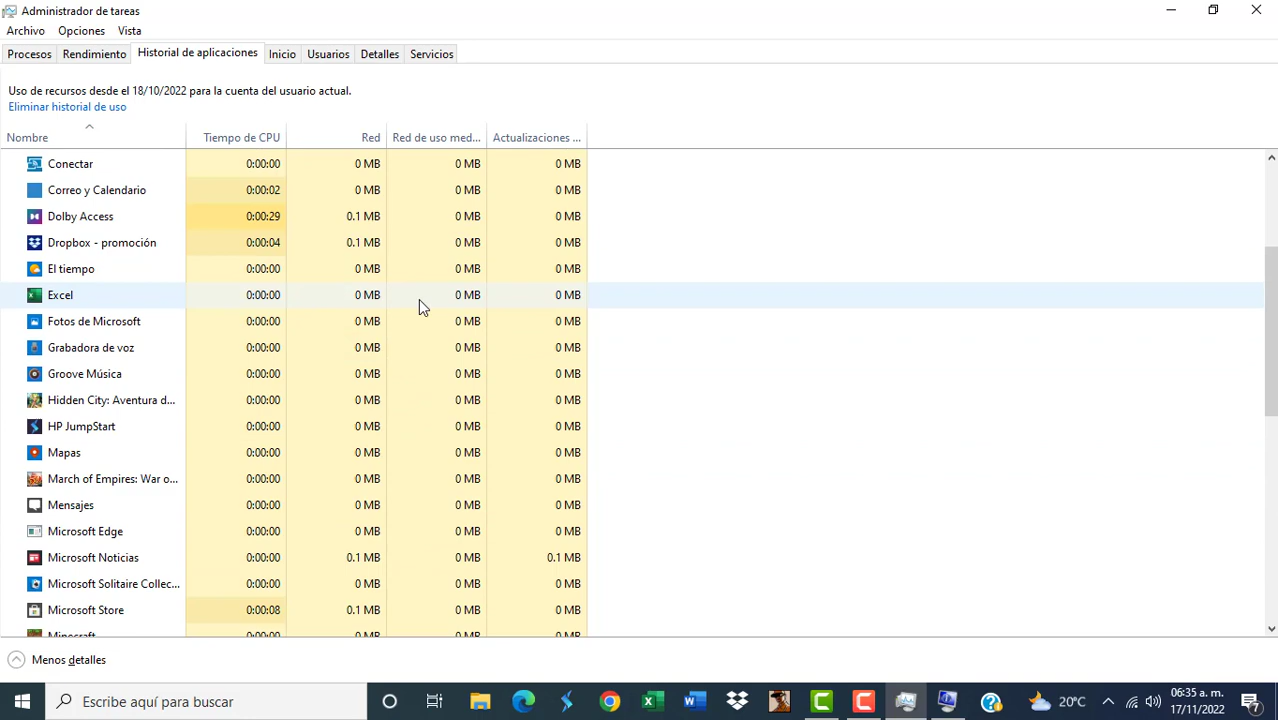 Administrador de tareas
Archivo Opciones Vista
Procesos Rendimiento Historial de aplicaciones Inicio Usuarios Detalles Servicios
Uso de recursos desde el 18/10/2022 para la cuenta del usuario actual.
Eliminar historial de uso
Nombre Tiempo de CPU Red Red de uso med... Actualizaciones ...
Conectar 0:00:00 0 MB 0 MB 0 MB
Correo y Calendario 0:00:02 0 MB 0 MB 0 MB
Dolby Access 0:00:29 0.1 MB 0 MB 0 MB
Dropbox - promoción 0:00:04 0.1 MB 0 MB 0 MB
El tiempo 0:00:00 0 MB 0 MB 0 MB
Excel 0:00:00 0 MB 0 MB 0 MB
Fotos de Microsoft 0:00:00 0 MB 0 MB 0 MB
Grabadora de voz 0:00:00 0 MB 0 MB 0 MB
Groove Música 0:00:00 0 MB 0 MB 0 MB
Hidden City: Aventura d... 0:00:00 0 MB 0 MB 0 MB
HP JumpStart 0:00:00 0 MB 0 MB 0 MB
Mapas 0:00:00 0 MB 0 MB 0 MB
March of Empires: War o... 0:00:00 0 MB 0 MB 0 MB
Mensajes 0:00:00 0 MB 0 MB 0 MB
Microsoft Edge 0:00:00 0 MB 0 MB 0 MB
Microsoft Noticias 0:00:00 0.1 MB 0 MB 0.1 MB
Microsoft Solitaire Collec... 0:00:00 0 MB 0 MB 0 MB
Microsoft Store 0:00:08 0.1 MB 0 MB 0 MB
Minecraft 0:00:00 0 MB 0 MB 0 MB
Menos detalles
Escribe aquí para buscar
20°C
06:35 a. m.
17/11/2022
7